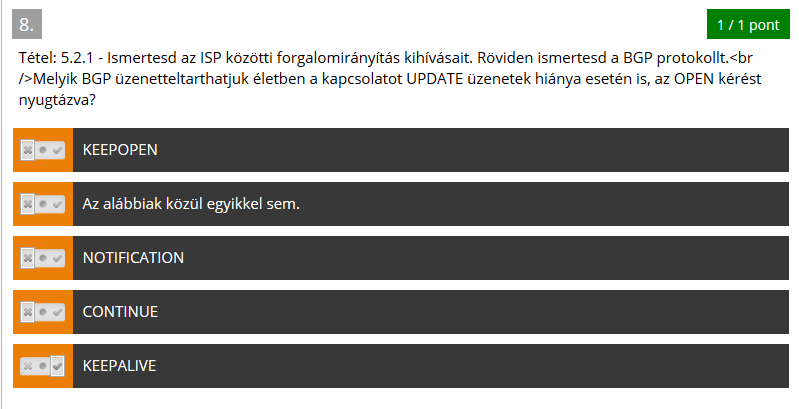 8.
1 / 1 pont
Tétel: 5.2.1 - Ismertesd az ISP közötti forgalomirányítás kihívásait. Röviden ismertesd a BGP protokollt.<br
/>Melyik BGP üzenetteltarthatjuk életben a kapcsolatot UPDATE üzenetek hiánya esetén is, az OPEN kérést
nyugtázva?
KEEPOPEN
Az alábbiak közül egyikkel sem.
NOTIFICATION
CONTINUE
KEEPALIVE